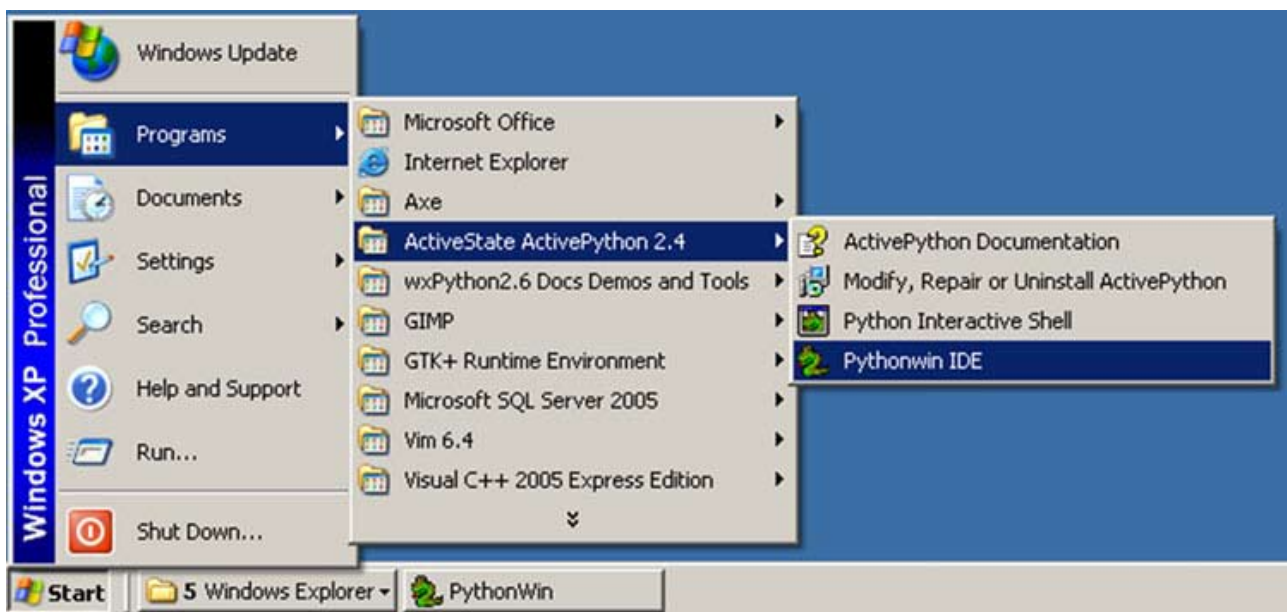 Windows XP Professional
Windows Update
Programs
Documents
Settings
Search
Help and Support
Run...
Shut Down...
Microsoft Office
Internet Explorer
Axe
ActiveState ActivePython 2.4
wxPython2.6 Docs Demos and Tools
GIMP
GTK+ Runtime Environment
Microsoft SQL Server 2005
Vim 6.4
Visual C++ 2005 Express Edition
ActivePython Documentation
Modify, Repair or Uninstall ActivePython
Python Interactive Shell
Pythonwin IDE
Start
5 Windows Explorer
PythonWin